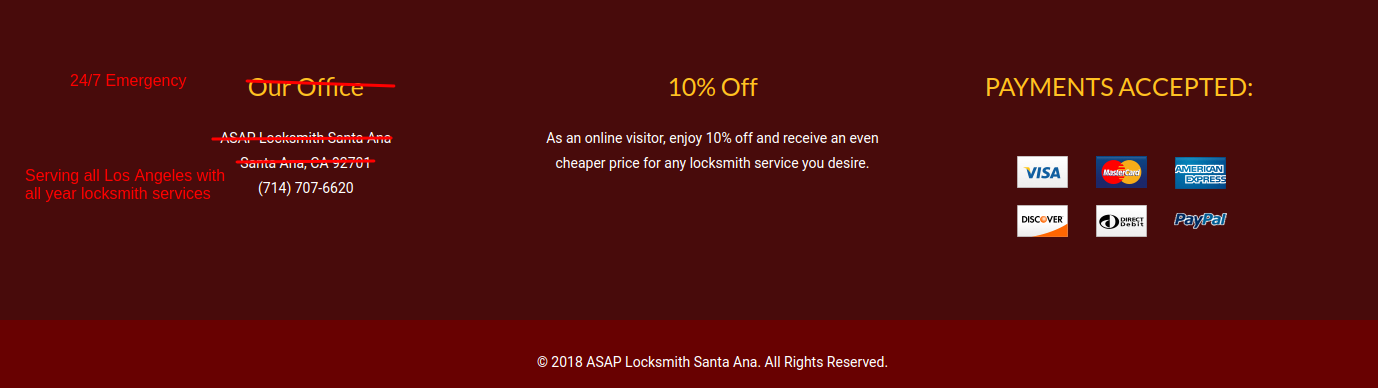 24/7 Emergency
Our Office
ASAP Locksmith Santa Ana
Santa Ana, CA 92701
Serving all Los Angeles with
all year locksmith services
(714) 707-6620
10% Off
As an online visitor, enjoy 10% off and receive an even
cheaper price for any locksmith service you desire.
PAYMENTS ACCEPTED:
VISA
MasterCard
AMERICAN
EXPRESS
DISCOVER
DIRECT
Debit
PayPal
© 2018 ASAP Locksmith Santa Ana. All Rights Reserved.